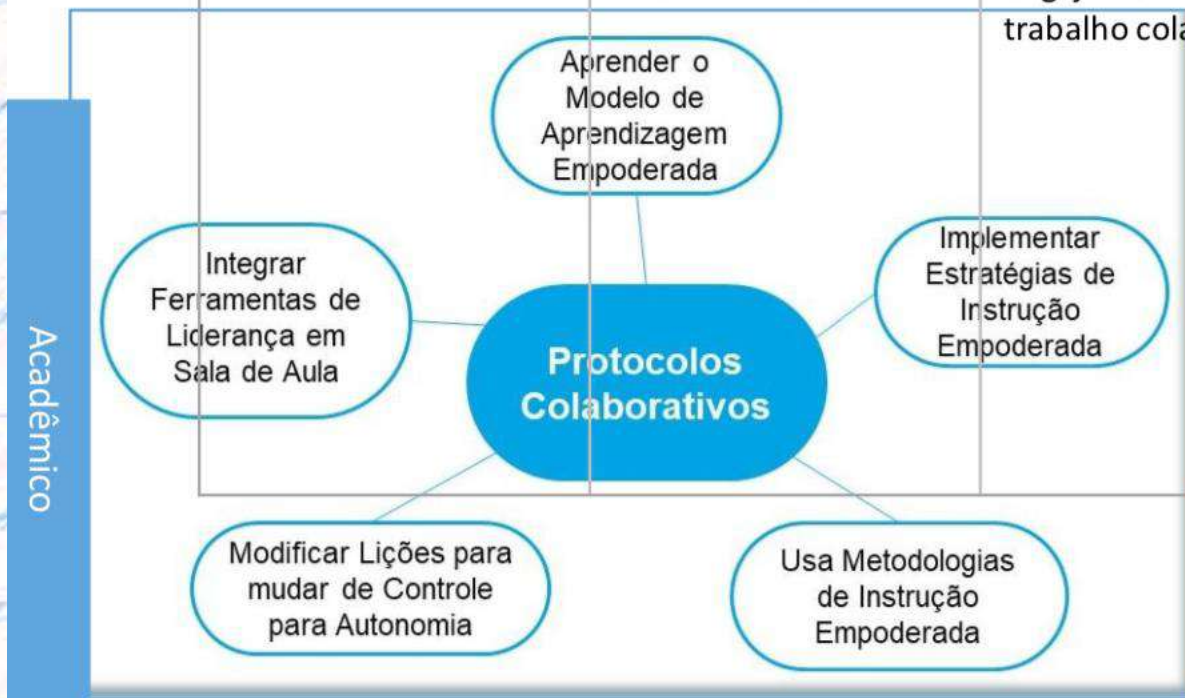 trabalho
Aprender o
Modelo de
Aprendizagem
Empoderada
Integrar
Ferramentas de
Liderança em
Sala de Aula
Implementar
Estratégias de
Instrução
Empoderada
Protocolos
Colaborativos
Acadêmico
Modificar Lições para
mudar de Controle
para Autonomia
Usa Metodologias
de Instrução
Empoderada